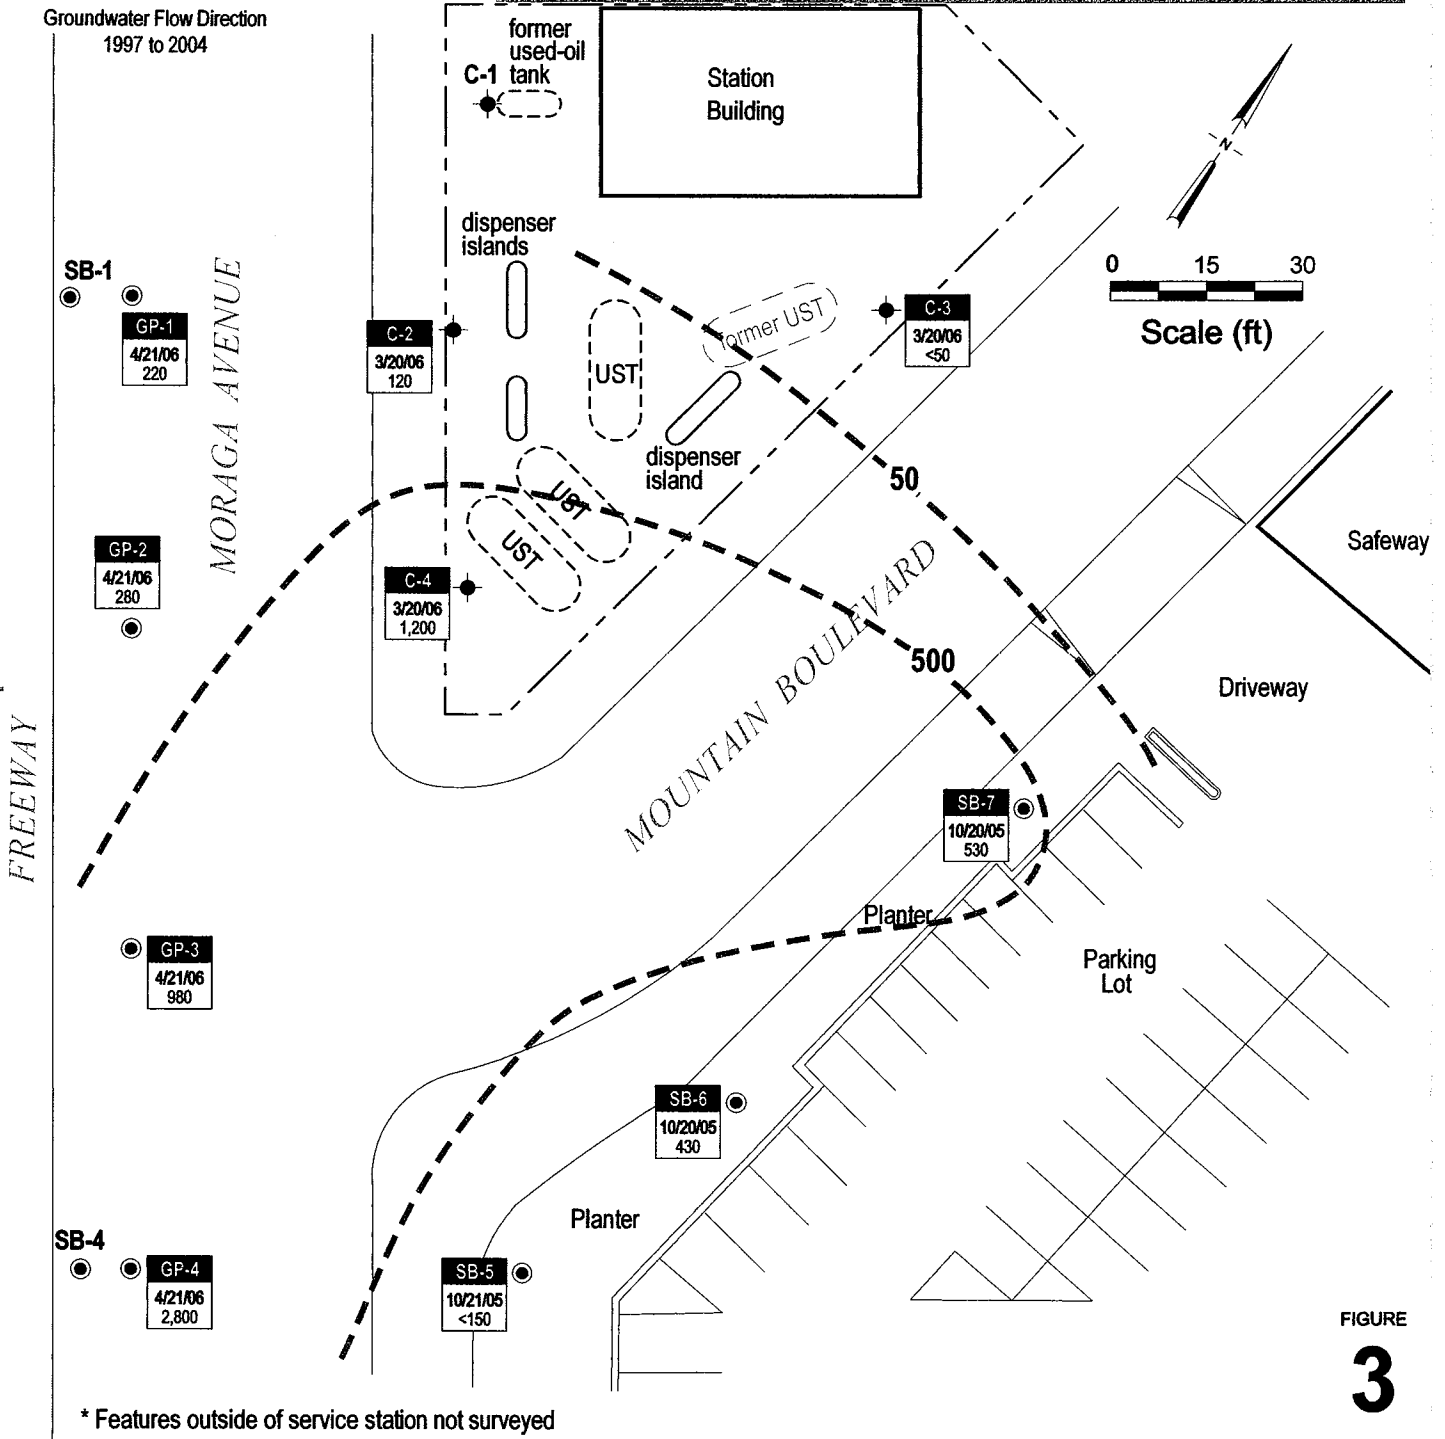 Groundwater Flow Direction
1997 to 2004
former
used-oil
tank
C-1
Station
Building
N
dispenser
islands
SB-1
GP-1
4/21/06
220
MORAGA AVENUE
C-2
3/20/06
120
UST
former UST
C-3
3/20/06
<50
0 15 30
Scale (ft)
dispenser
island
50
UST
UST
GP-2
4/21/06
280
C-4
3/20/06
1,200
Safeway
500
MOUNTAIN BOULEVARD
Driveway
FREEWAY
SB-7
10/20/05
530
Planter
GP-3
4/21/06
980
Parking
Lot
SB-6
10/20/05
430
Planter
SB-4
GP-4
4/21/06
2,800
SB-5
10/21/05
<150
FIGURE
3
* Features outside of service station not surveyed